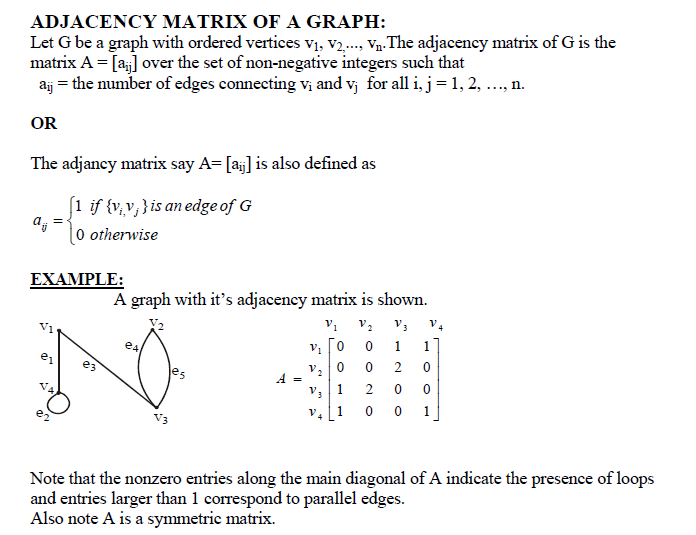 ADJACENCY MATRIX OF A GRAPH:
Let G be a graph with ordered vertices v₁, v₂,..., vₙ.The adjacency matrix of G is the
matrix A = [aᵢⱼ] over the set of non-negative integers such that
aᵢⱼ = the number of edges connecting vᵢ and vⱼ for all i, j = 1, 2, …, n.
OR
The adjancy matrix say A= [aᵢⱼ] is also defined as
aᵢⱼ = {1 if {vᵢ,vⱼ} is an edge of G
0 otherwise
EXAMPLE:
A graph with it’s adjacency matrix is shown.
v₁ v₂
e₄
e₁ e₃ e₅
v₄
e₂ v₃
v₁ v₂ v₃ v₄
v₁ 0 0 1 1
v₂ 0 0 2 0
A =
v₃ 1 2 0 0
v₄ 1 0 0 1
Note that the nonzero entries along the main diagonal of A indicate the presence of loops
and entries larger than 1 correspond to parallel edges.
Also note A is a symmetric matrix.